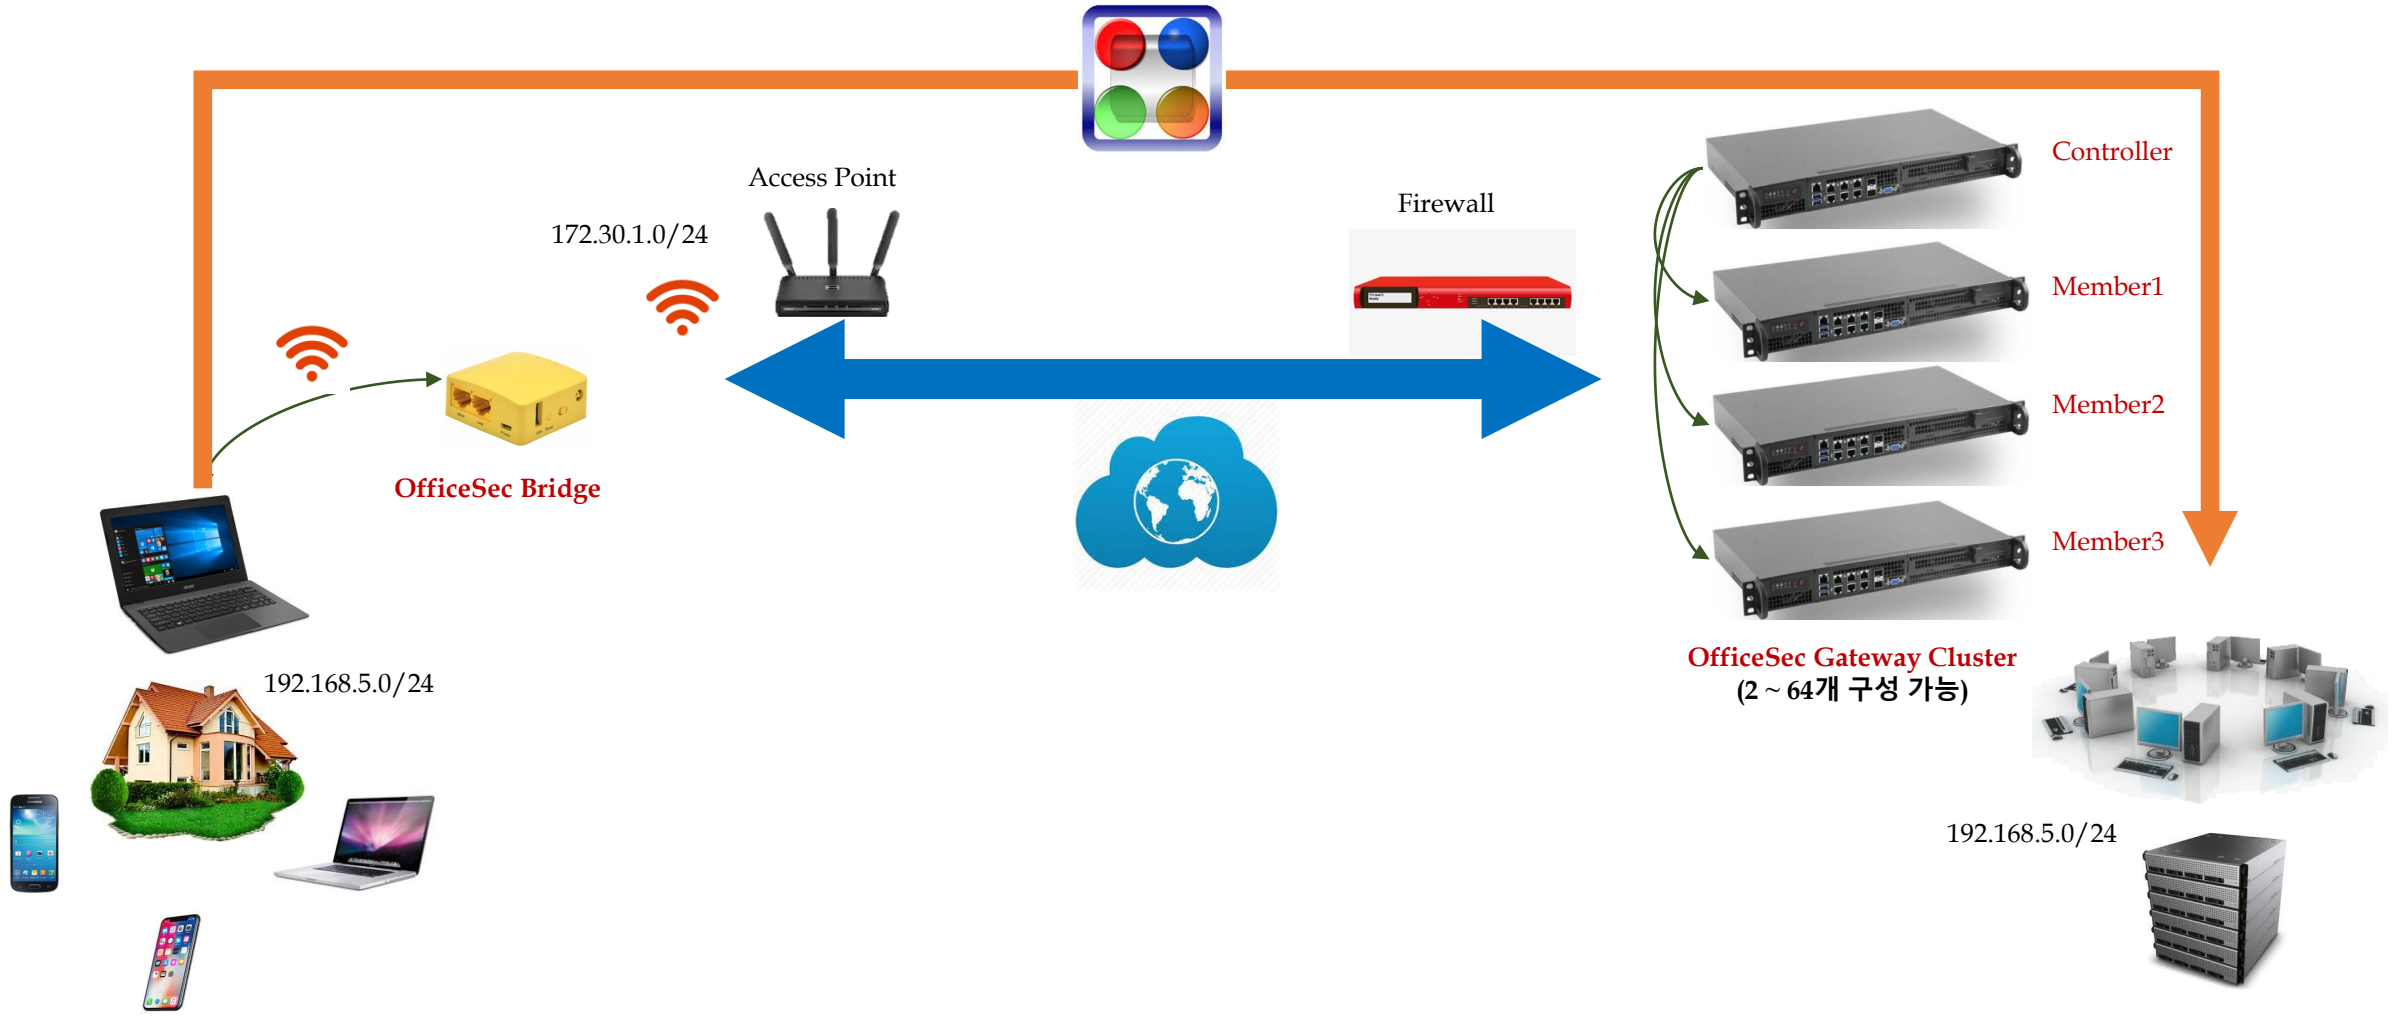 Access Point
172.30.1.0/24
Firewall
Controller
Member1
Member2
Member3
OfficeSec Bridge
192.168.5.0/24
OfficeSec Gateway Cluster
(2 ~ 64개 구성 가능)
192.168.5.0/24